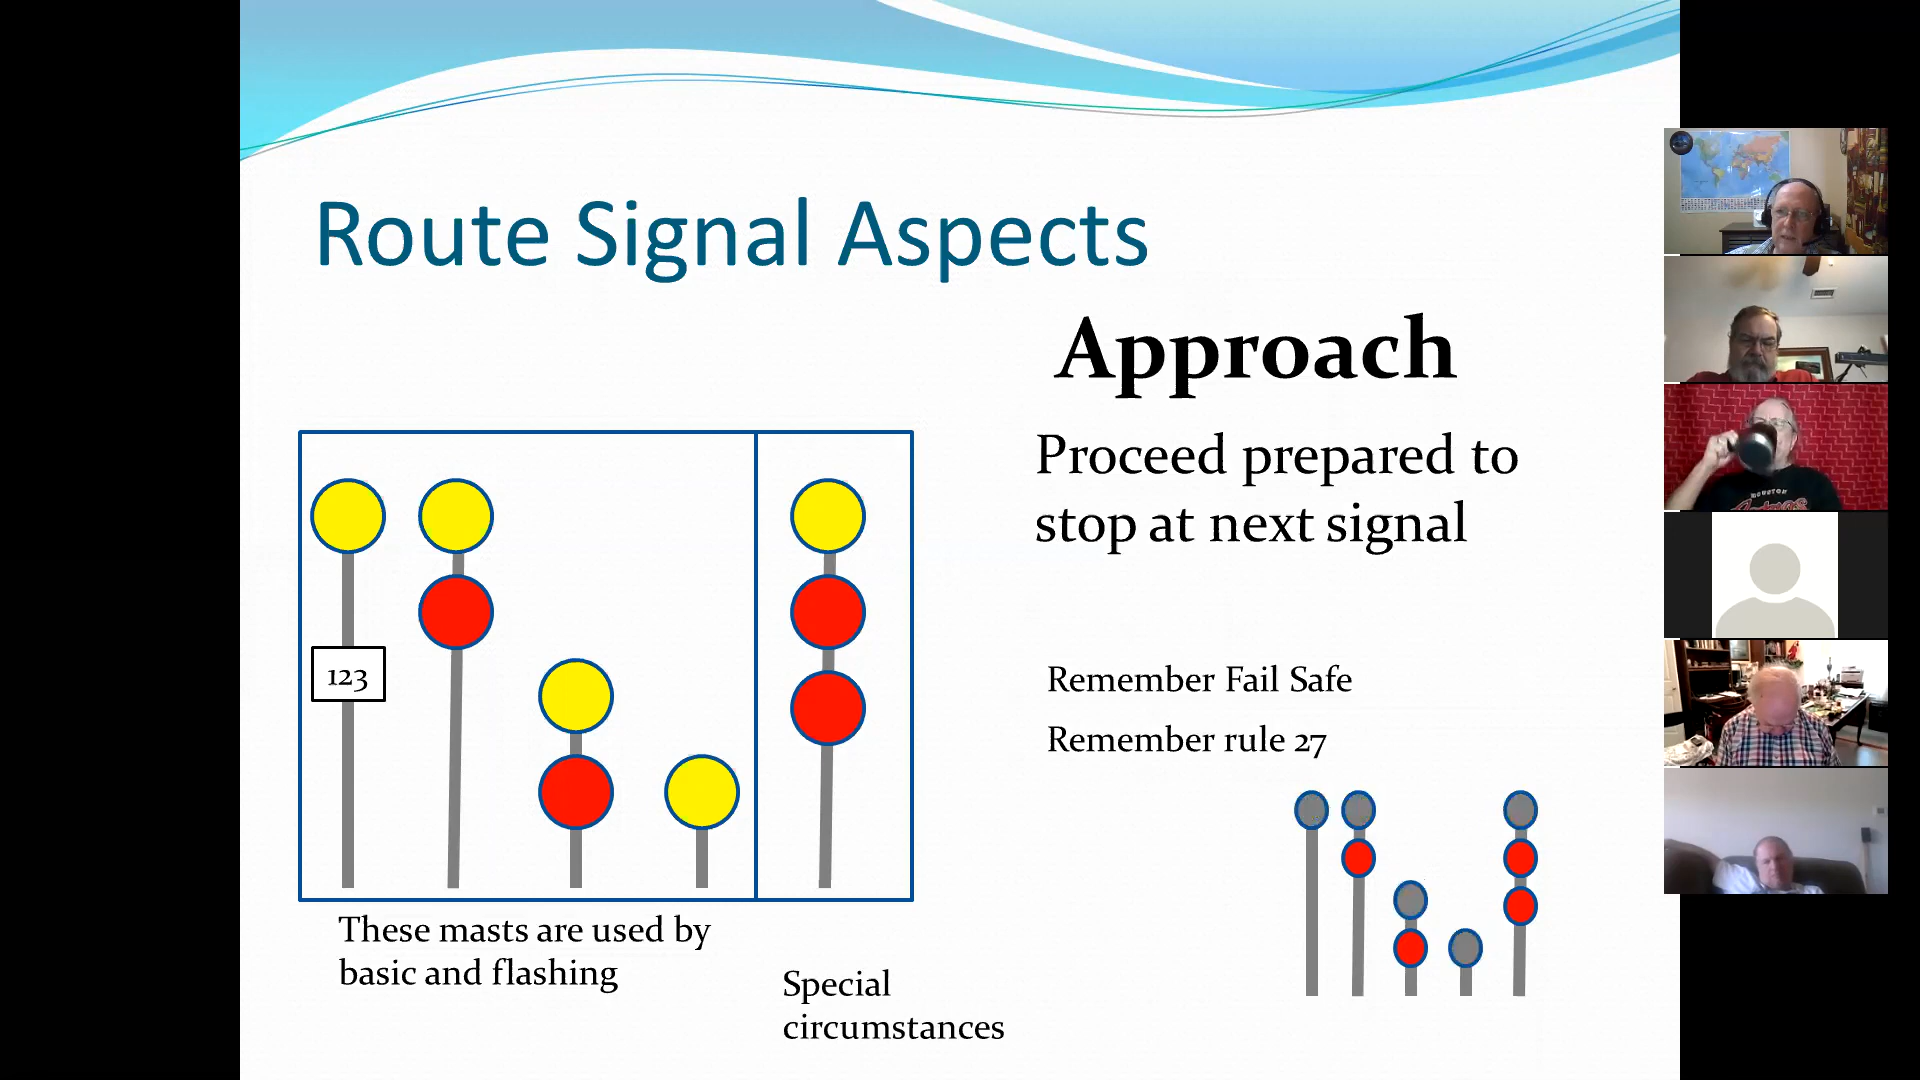 Route Signal Aspects
Approach
Proceed prepared to
stop at next signal
123
Remember Fail Safe
Remember rule 27
These masts are used by
basic and flashing
Special
circumstances
HOUSTON